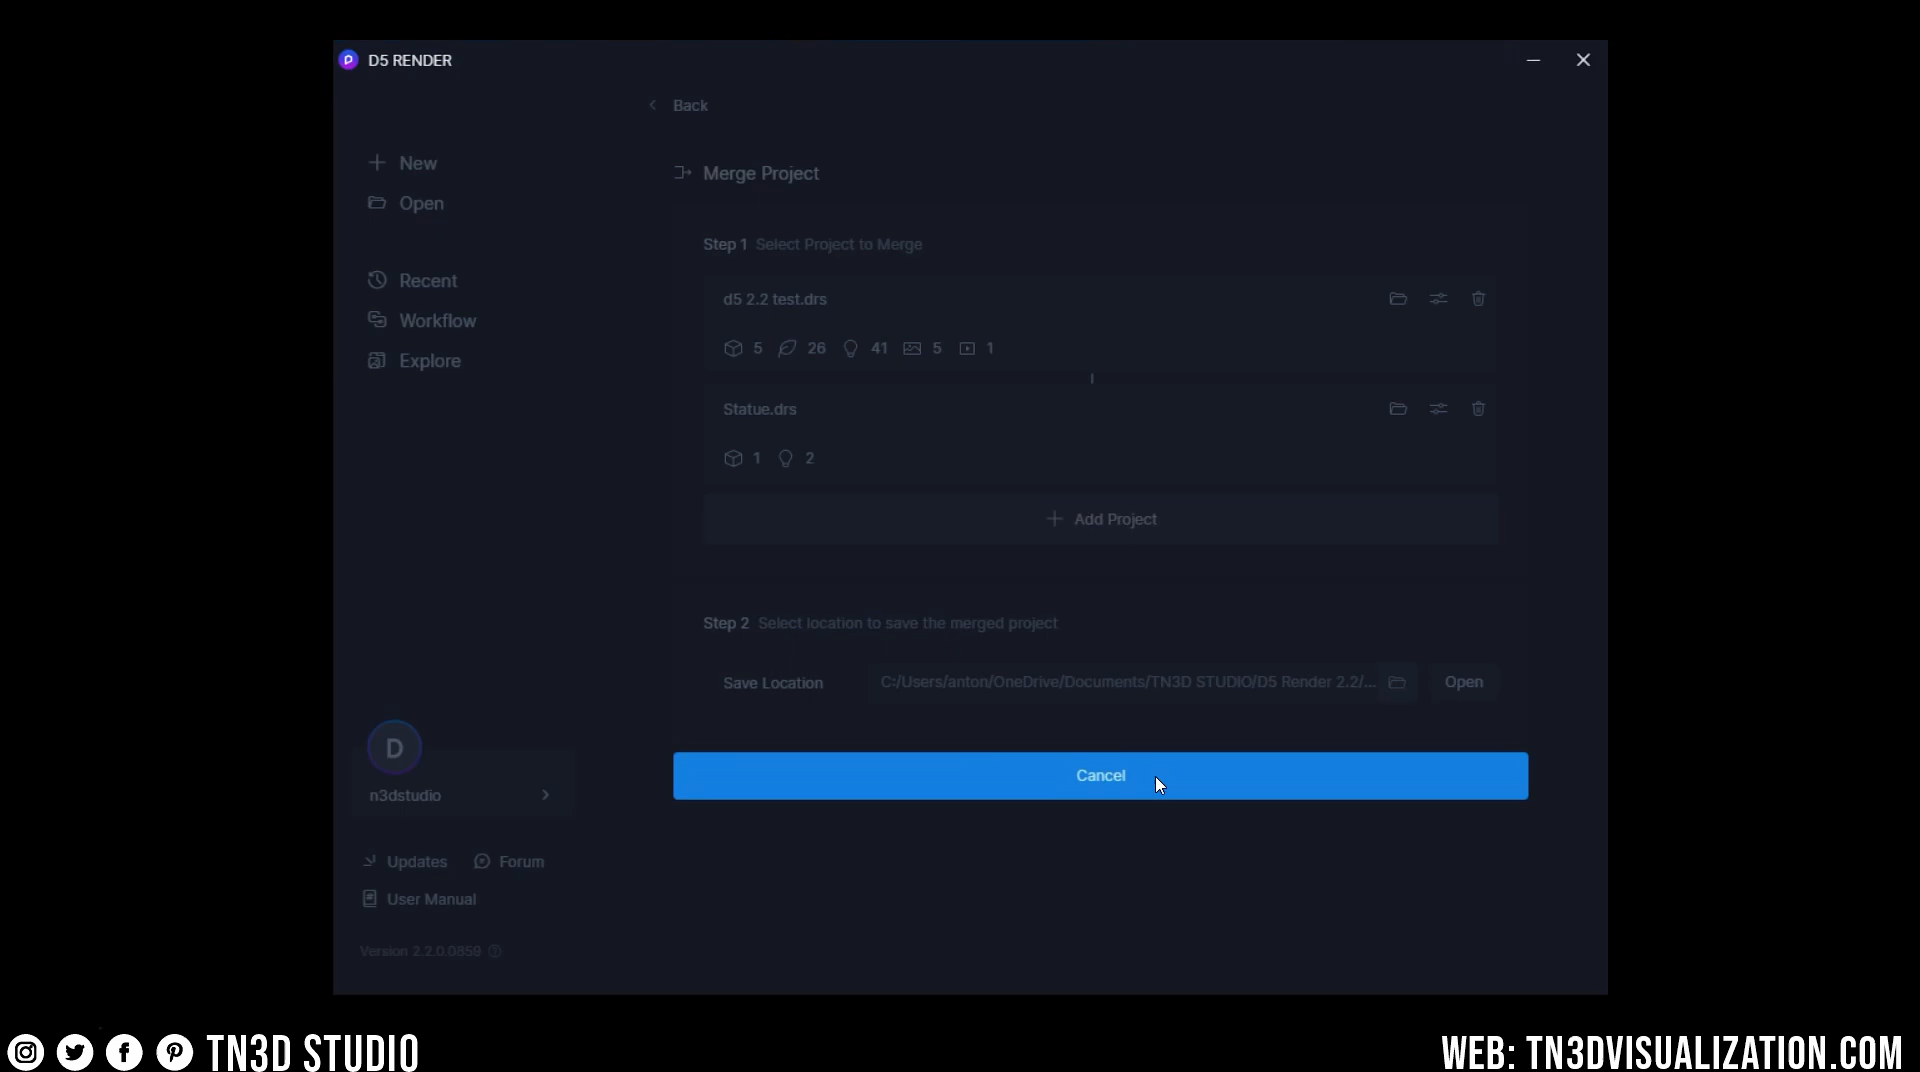 D5 RENDER
Back
New
Open
Recent
Workflow
Explore
Merge Project
Step 1 Select Project to Merge
d5 2.2 test.drs
5 26 41 5 1
Statue.drs
1 2
Add Project
Step 2 Select location to save the merged project
Save Location C:/Users/anton/OneDrive/Documents/TN3D STUDIO/D5 Render 2.2/... Open
Cancel
D
n3dstudio
Updates Forum
User Manual
Version 2.2.0.0859
TN3D STUDIO
WEB: TN3DVISUALIZATION.COM